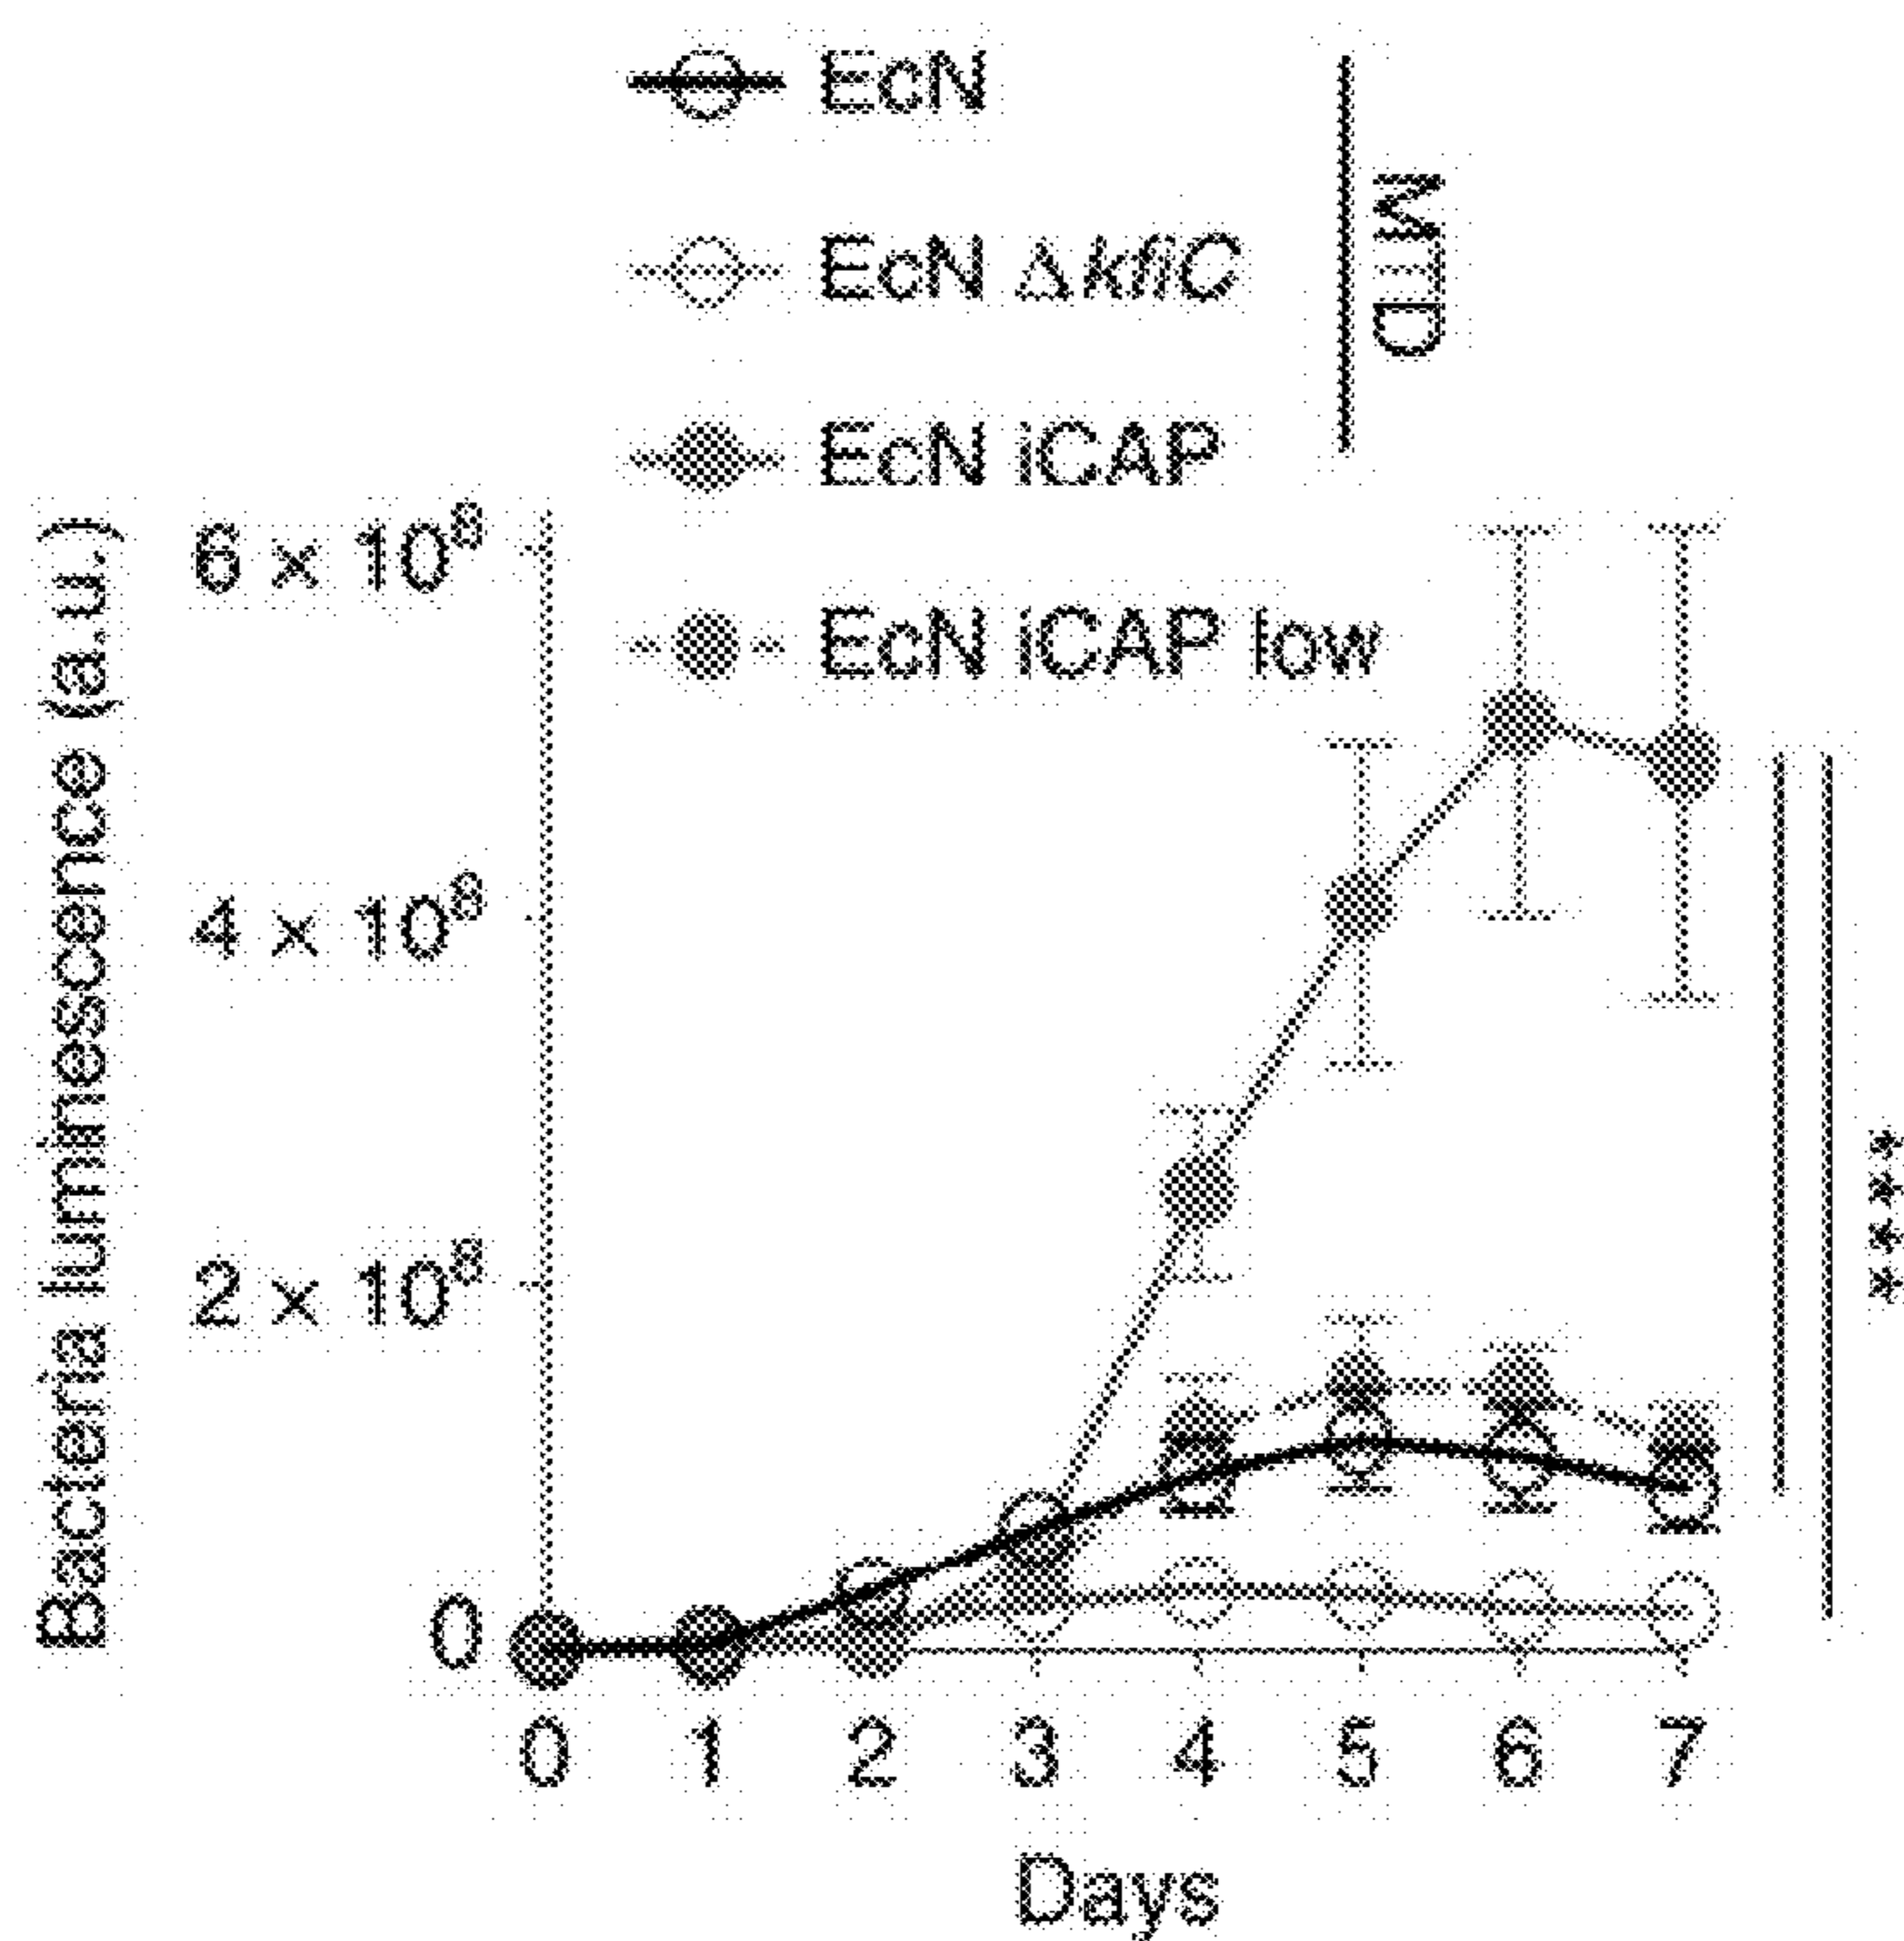 EcN
EcN ΔkfiC
EcN iCAP
EcN iCAP low
MTD
Bacteria luminescence (a.u.)
6 × 10⁸
4 × 10⁸
2 × 10⁸
0
0 1 2 3 4 5 6 7
Days
****